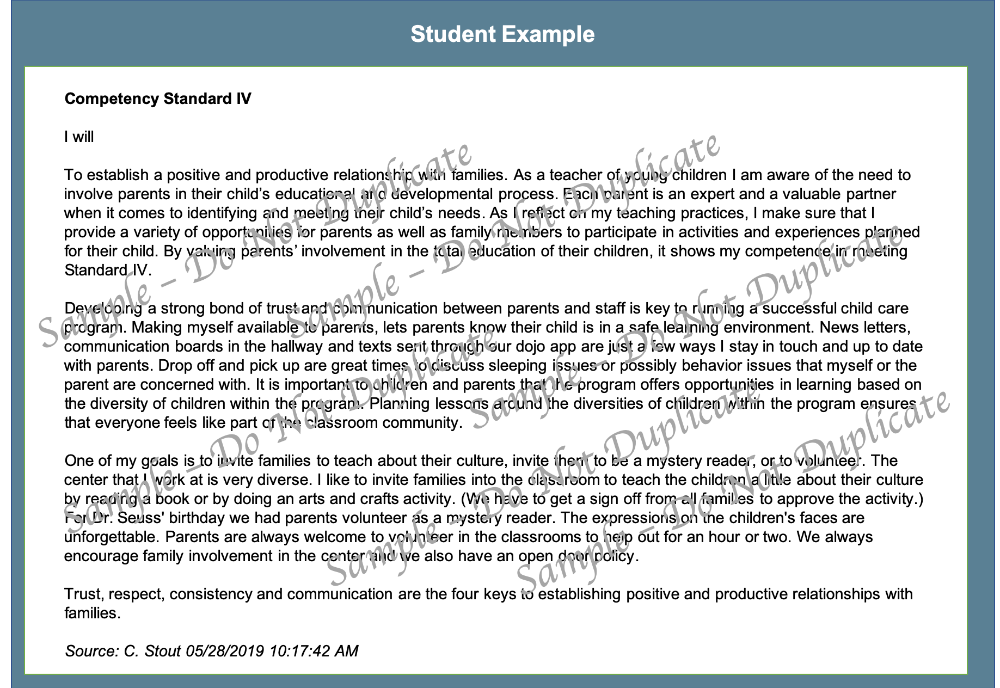 Student Example
Competency Standard IV
I will
To establish a positive and productive relationship with families. As a teacher of young children I am aware of the need to
involve parents in their child’s educational and developmental process. Each parent is an expert and a valuable partner
when it comes to identifying and meeting their child’s needs. As I reflect on my teaching practices, I make sure that I
provide a variety of opportunities for parents as well as family members to participate in activities and experiences planned
for their child. By valuing parents’ involvement in the total education of their children, it shows my competence in meeting
Standard IV.
Developing a strong bond of trust and communication between parents and staff is key to running a successful child care
program. Making myself available to parents, lets parents know their child is in a safe learning environment. News letters,
communication boards in the hallway and texts sent through our dojo app are just a few ways I stay in touch and up to date
with parents. Drop off and pick up are great times to discuss sleeping issues or possibly behavior issues that myself or the
parent are concerned with. It is important to children and parents that the program offers opportunities in learning based on
the diversity of children within the program. Planning lessons around the diversities of children within the program ensures
that everyone feels like part of the classroom community.
One of my goals is to invite families to teach about their culture, invite them to be a mystery reader, or to volunteer. The
center that I work at is very diverse. I like to invite families into the classroom to teach the children a little about their culture
by reading a book or by doing an arts and crafts activity. (We have to get a sign off from all families to approve the activity.)
For Dr. Seuss' birthday we had parents volunteer as a mystery reader. The expressions on the children's faces are
unforgettable. Parents are always welcome to volunteer in the classrooms to help out for an hour or two. We always
encourage family involvement in the center and we also have an open door policy.
Trust, respect, consistency and communication are the four keys to establishing positive and productive relationships with
families.
Source: C. Stout 05/28/2019 10:17:42 AM
Sample – Do Not Duplicate
Sample – Do Not Duplicate
Sample – Do Not Duplicate
Sample – Do Not Duplicate
Sample – Do Not Duplicate
Sample – Do Not Duplicate